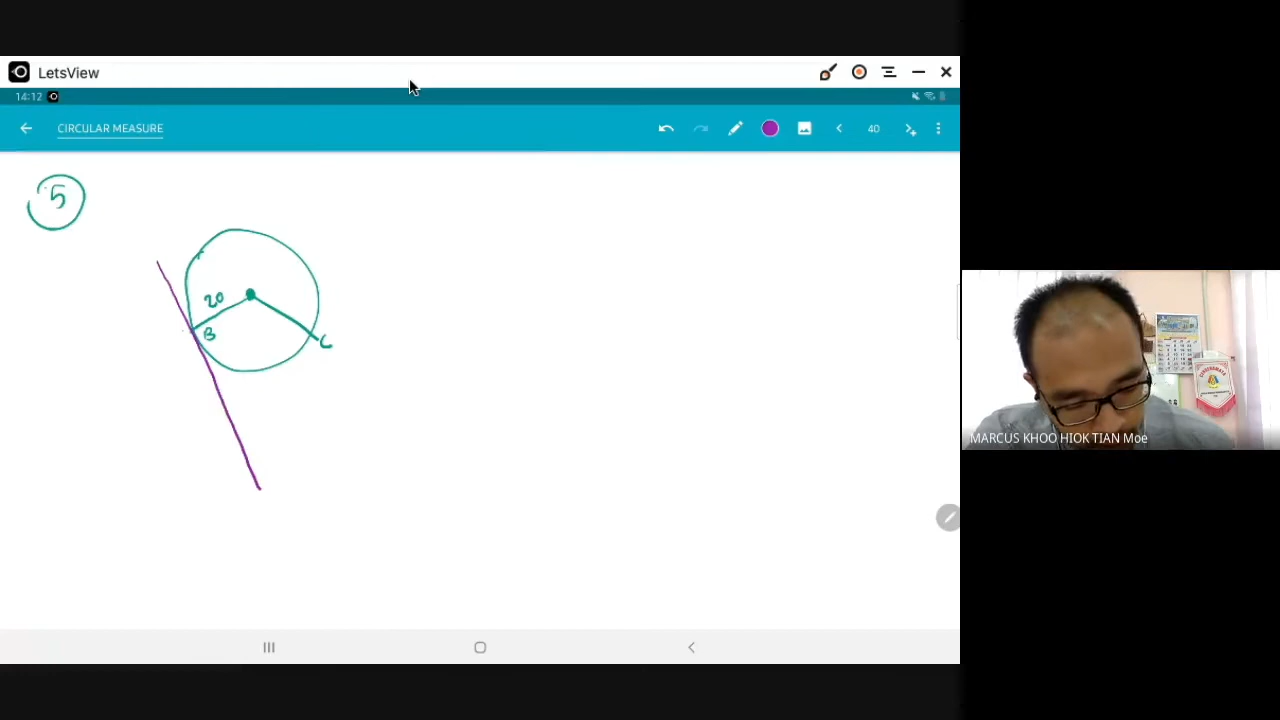 LetsView
14:12
CIRCULAR MEASURE
40
5
20
B
C
MARCUS KHOO HIOK TIAN Moe